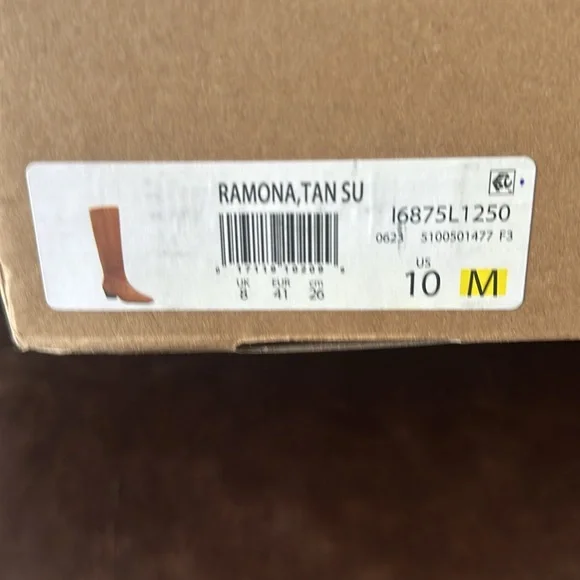 RAMONA,TAN SU
I6875L1250
0623 5100501477 F3
UK EUR cm
8 41 26
US
10 M